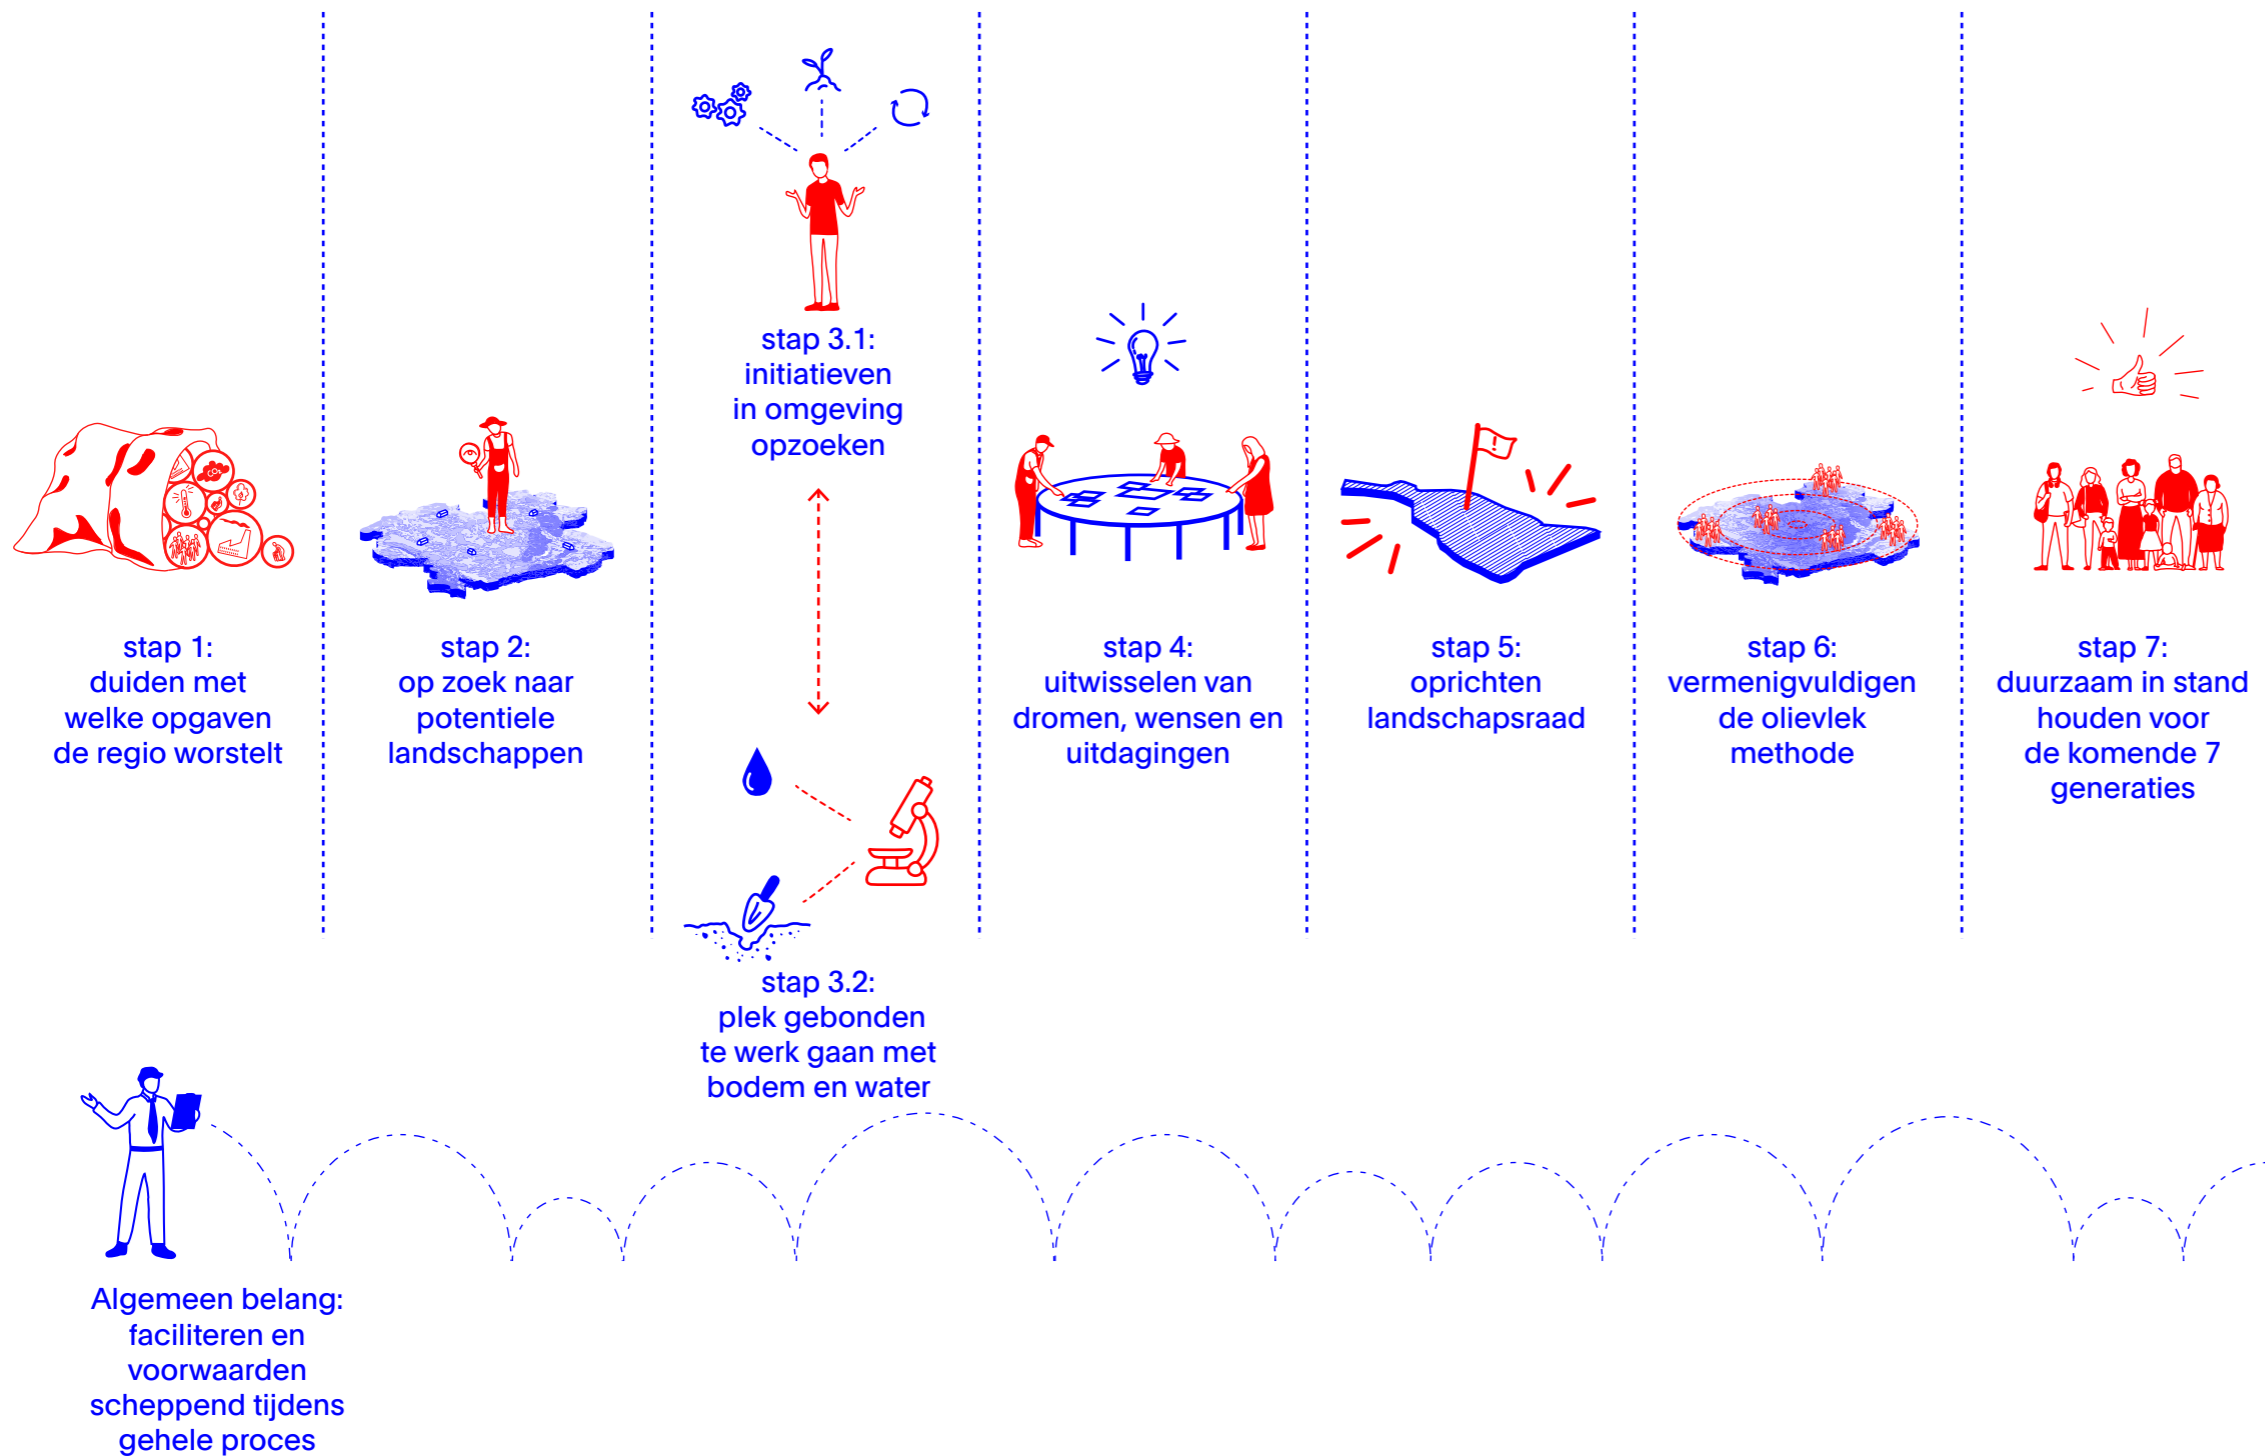 stap 1:
duiden met
welke opgaven
de regio worstelt
stap 2:
op zoek naar
potentiele
landschappen
stap 3.1:
initiatieven
in omgeving
opzoeken
stap 3.2:
plek gebonden
te werk gaan met
bodem en water
stap 4:
uitwisselen van
dromen, wensen en
uitdagingen
stap 5:
oprichten
landschapsraad
stap 6:
vermenigvuldigen
de olievlek
methode
stap 7:
duurzaam in stand
houden voor
de komende 7
generaties
Algemeen belang:
faciliteren en
voorwaarden
scheppend tijdens
gehele proces
CO₂
!